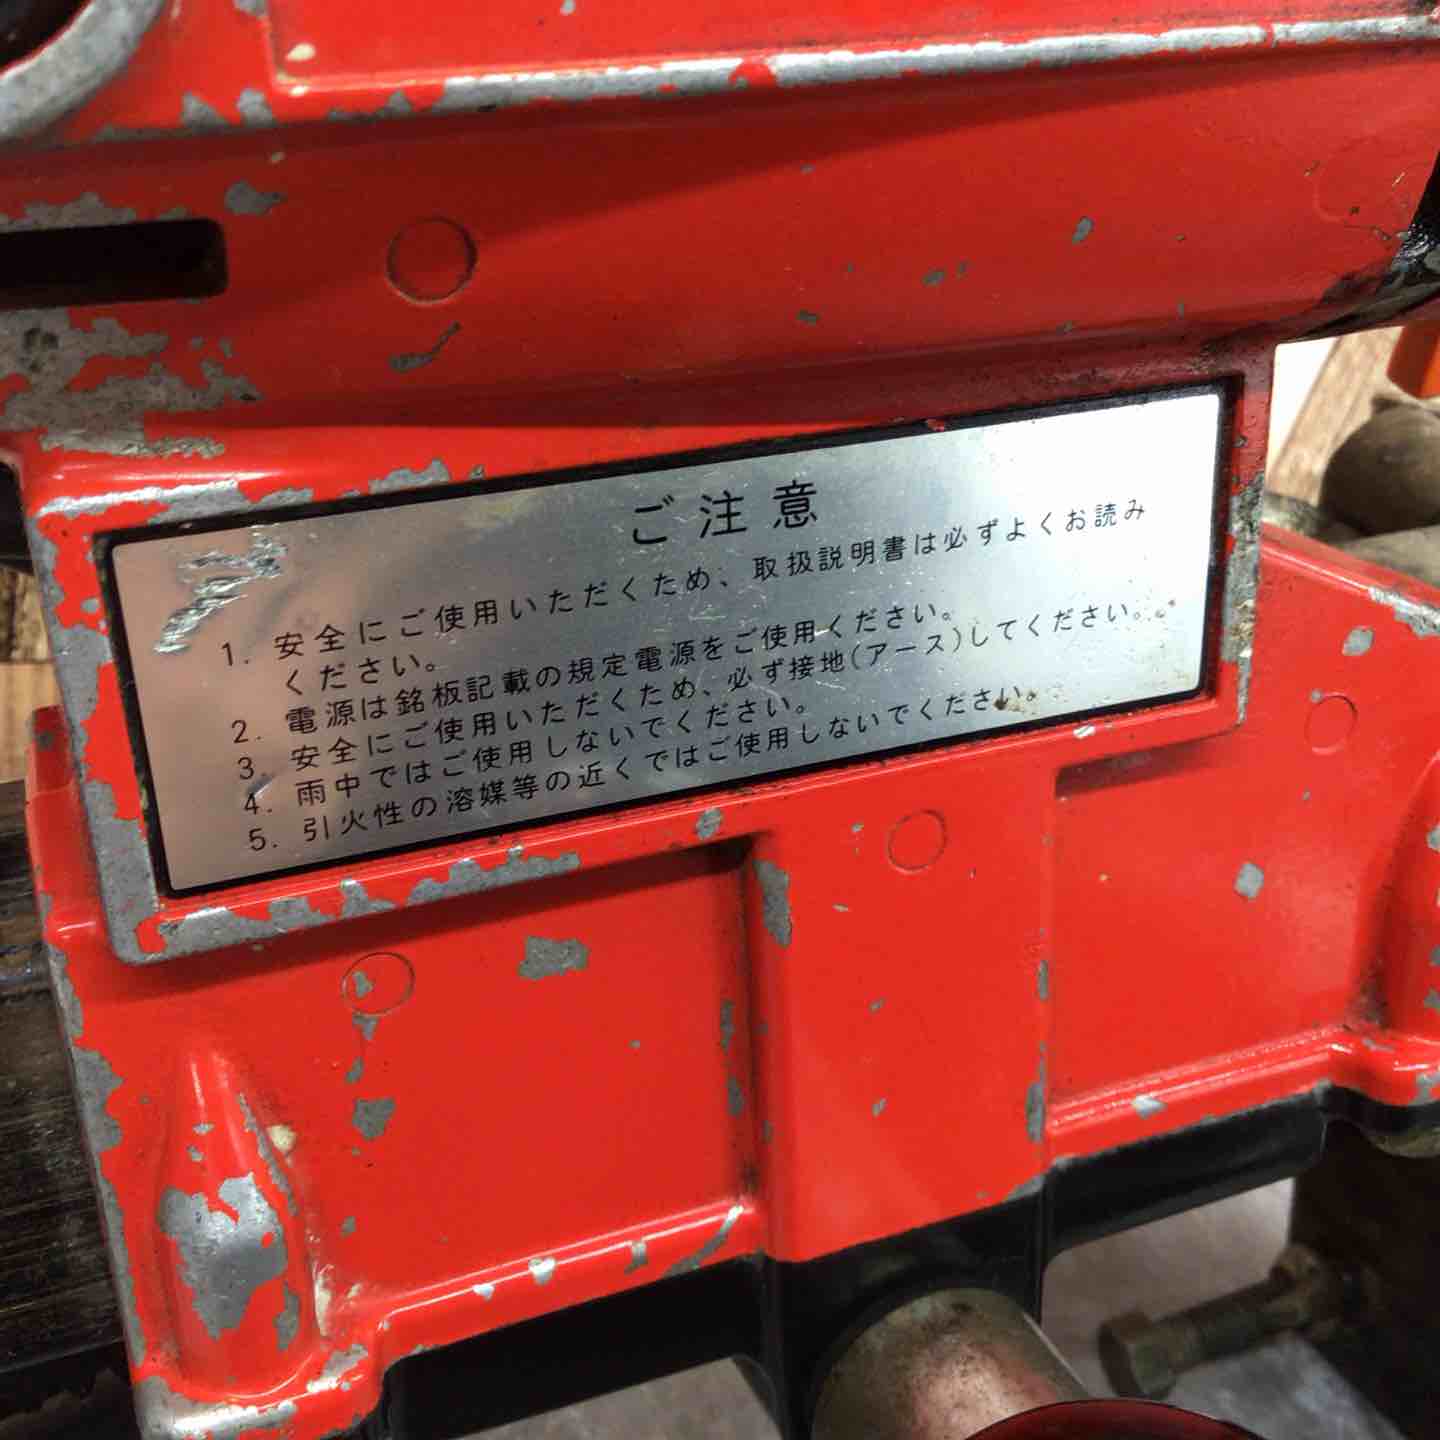 ご注意
1. 安全にご使用いただくため、取扱説明書は必ずよくお読み
ください。
2. 電源は銘板記載の規定電源をご使用ください。
3. 安全にご使用いただくため、必ず接地(アース)してください。
4. 雨中ではご使用しないでください。
5. 引火性の溶媒等の近くではご使用しないでください。